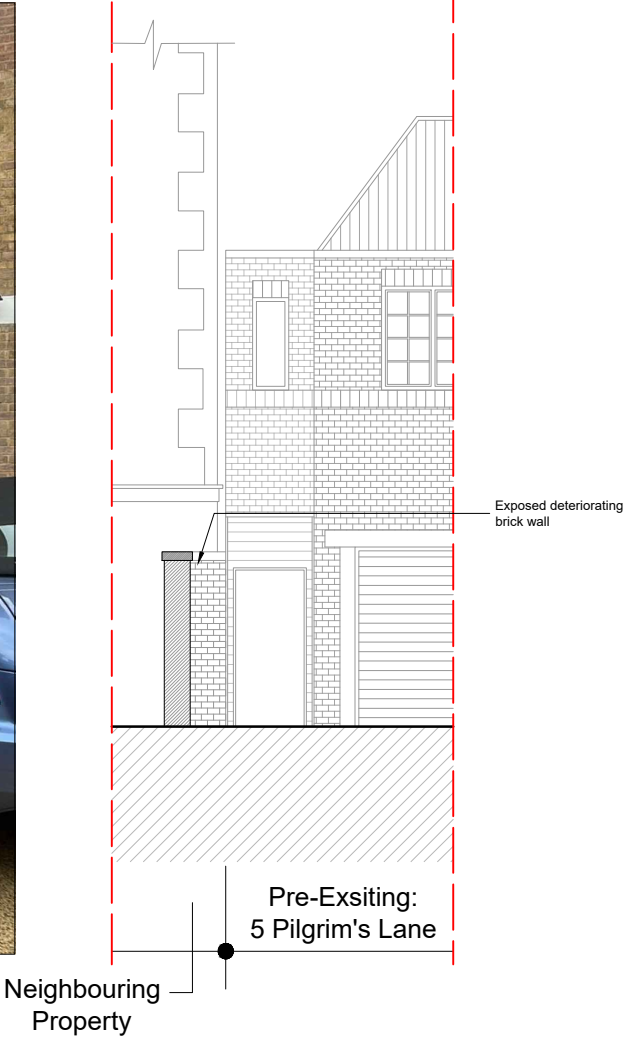 Exposed deteriorating
brick wall
Pre-Exsiting:
5 Pilgrim's Lane
Neighbouring
Property